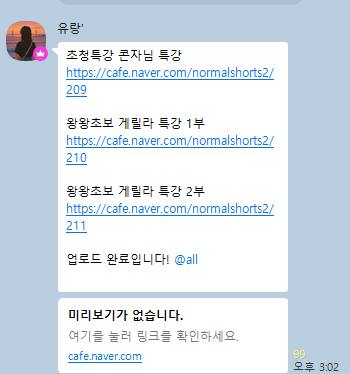 유랑'
초청특강 콘자님 특강
https://cafe.naver.com/normalshorts2/
209
왕왕초보 게릴라 특강 1부
https://cafe.naver.com/normalshorts2/
210
왕왕초보 게릴라 특강 2부
https://cafe.naver.com/normalshorts2/
211
업로드 완료입니다! @all
미리보기가 없습니다.
여기를 눌러 링크를 확인하세요.
cafe.naver.com
99
오후 3:02